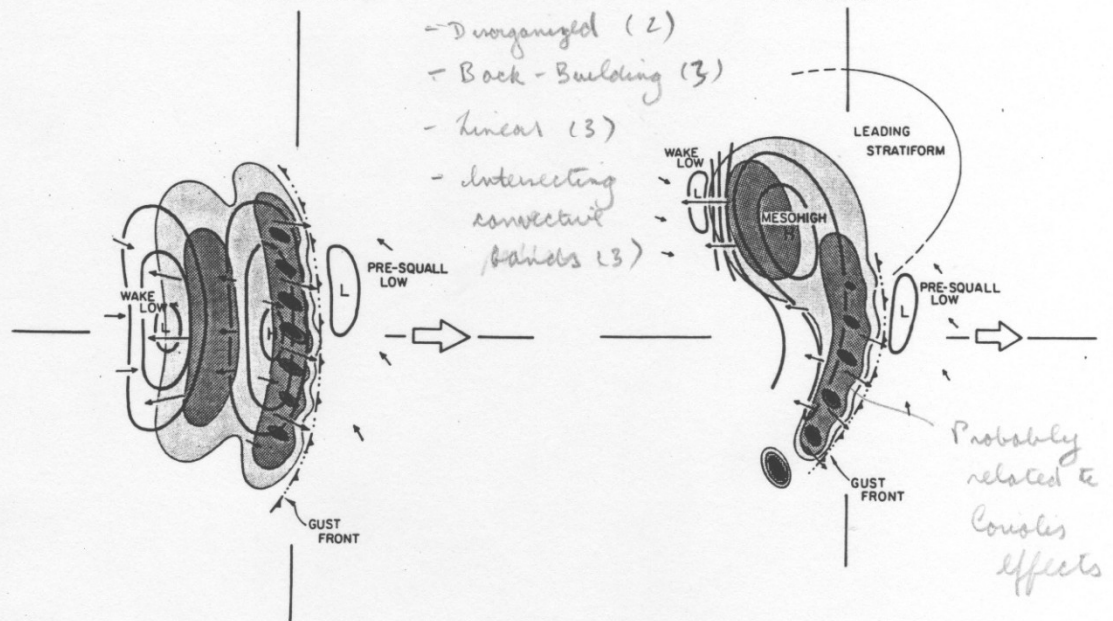 - Disorganized (2)
- Back-Building (3)
- Linear (3)
- Intersecting
convective
bands (3)
WAKE
LOW
L
H
L
PRE-SQUALL
LOW
GUST
FRONT
WAKE
LOW
L
MESOHIGH
H
LEADING
STRATIFORM
L
PRE-SQUALL
LOW
GUST
FRONT
Probably
related to
Coriolis
effects